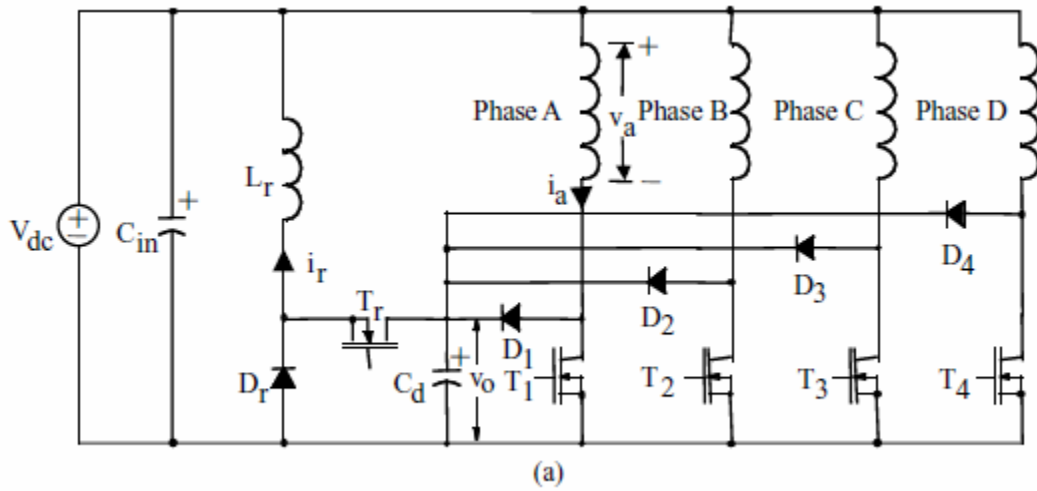 Phase A
v_a
Phase B
Phase C
Phase D
+
−
L_r
i_a
V_dc
+
−
C_in
+
i_r
T_r
D_4
D_3
D_2
D_1
D_r
C_d
+
v_o
T_1
T_2
T_3
T_4
(a)